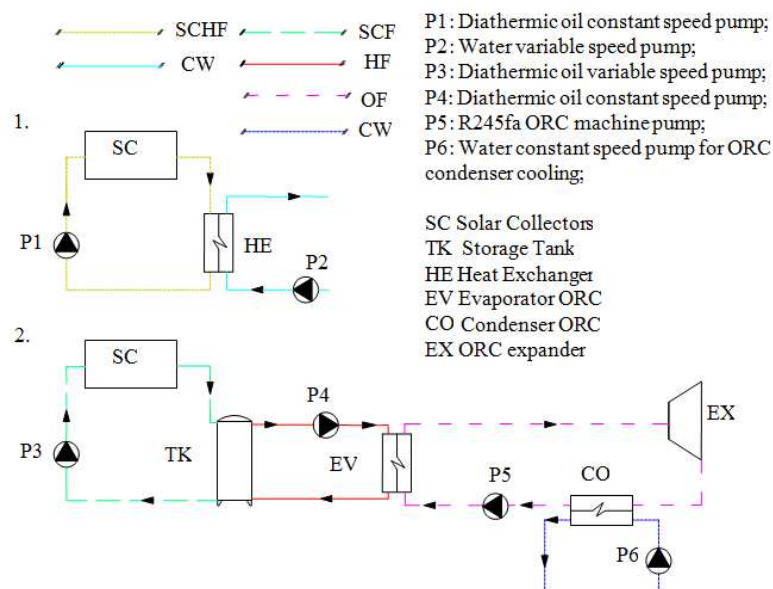 SCHF
SCF
CW
HF
OF
CW
P1: Diathermic oil constant speed pump;
P2: Water variable speed pump;
P3: Diathermic oil variable speed pump;
P4: Diathermic oil constant speed pump;
P5: R245fa ORC machine pump;
P6: Water constant speed pump for ORC
condenser cooling;
SC Solar Collectors
TK Storage Tank
HE Heat Exchanger
EV Evaporator ORC
CO Condenser ORC
EX ORC expander
1.
SC
P1
HE
P2
2.
SC
P3
TK
P4
EV
EX
P5
CO
P6